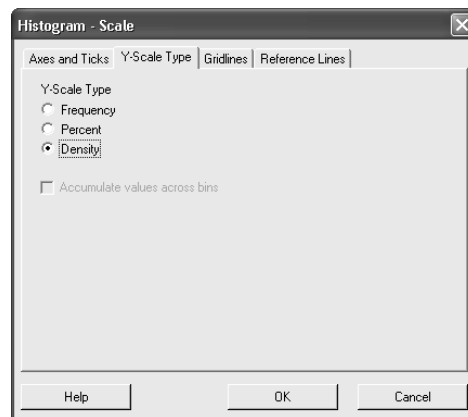 Histogram - Scale
Axes and Ticks Y-Scale Type Gridlines Reference Lines
Y-Scale Type
Frequency
Percent
Density
Accumulate values across bins
Help OK Cancel